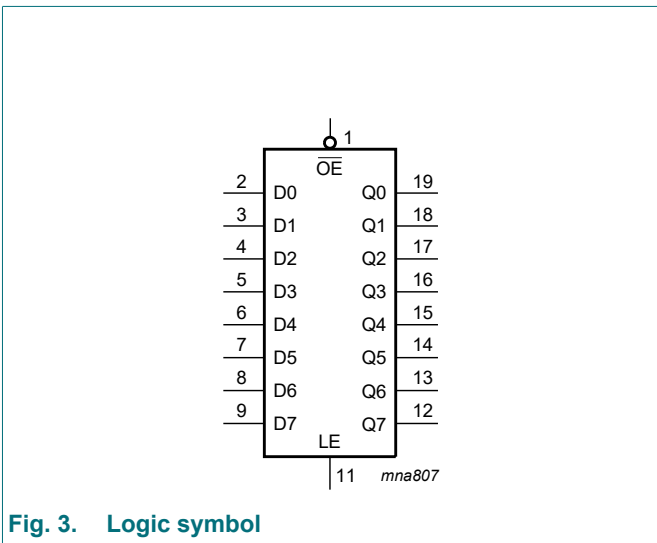 1
O̅E̅
2 D0 Q0 19
3 D1 Q1 18
4 D2 Q2 17
5 D3 Q3 16
6 D4 Q4 15
7 D5 Q5 14
8 D6 Q6 13
9 D7 Q7 12
LE
11 mna807
Fig. 3. Logic symbol